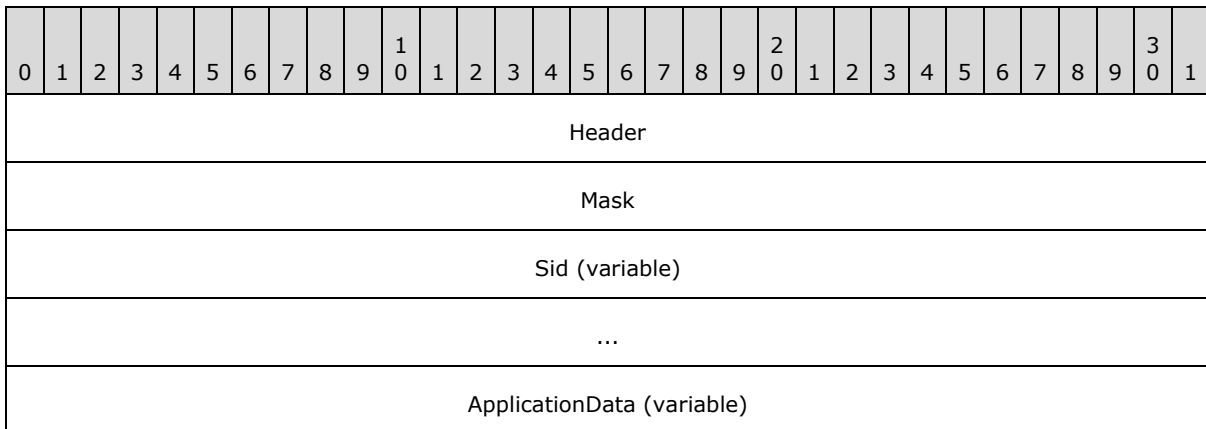 1 2 3
0 1 2 3 4 5 6 7 8 9 0 1 2 3 4 5 6 7 8 9 0 1 2 3 4 5 6 7 8 9 0 1
Header
Mask
Sid (variable)
...
ApplicationData (variable)